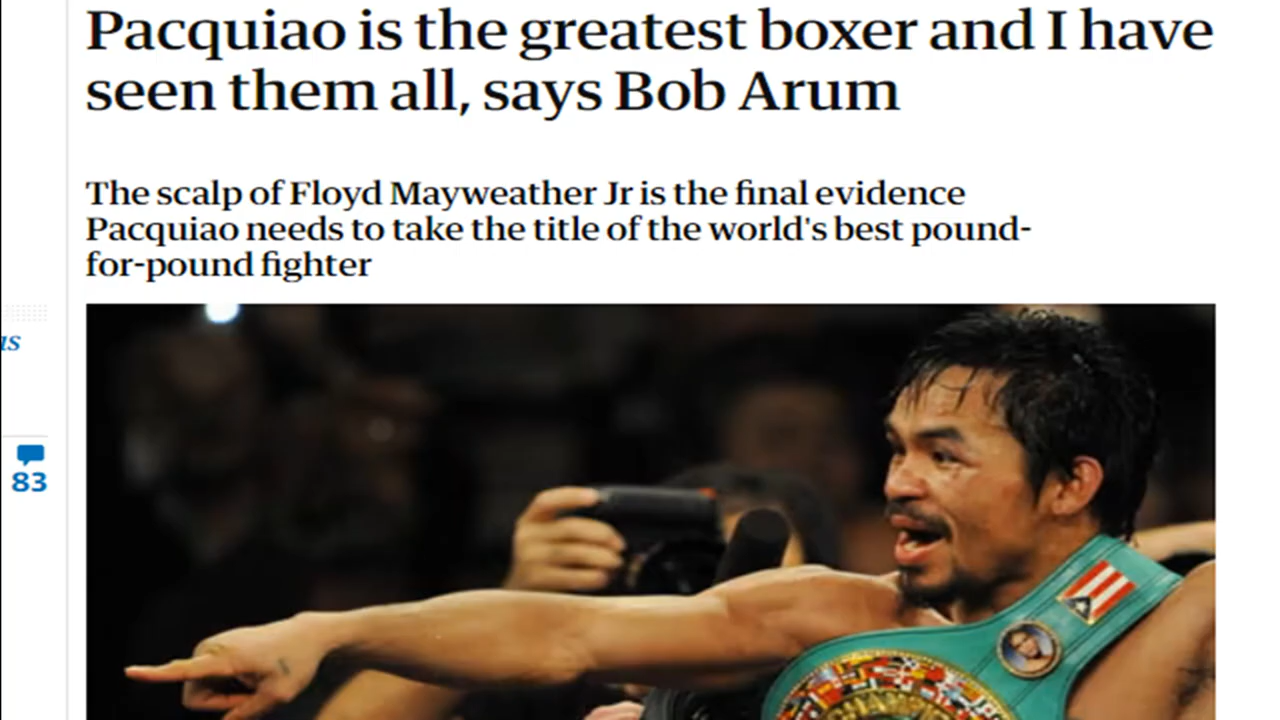 Pacquiao is the greatest boxer and I have
seen them all, says Bob Arum
The scalp of Floyd Mayweather Jr is the final evidence
Pacquiao needs to take the title of the world's best pound-
for-pound fighter
83